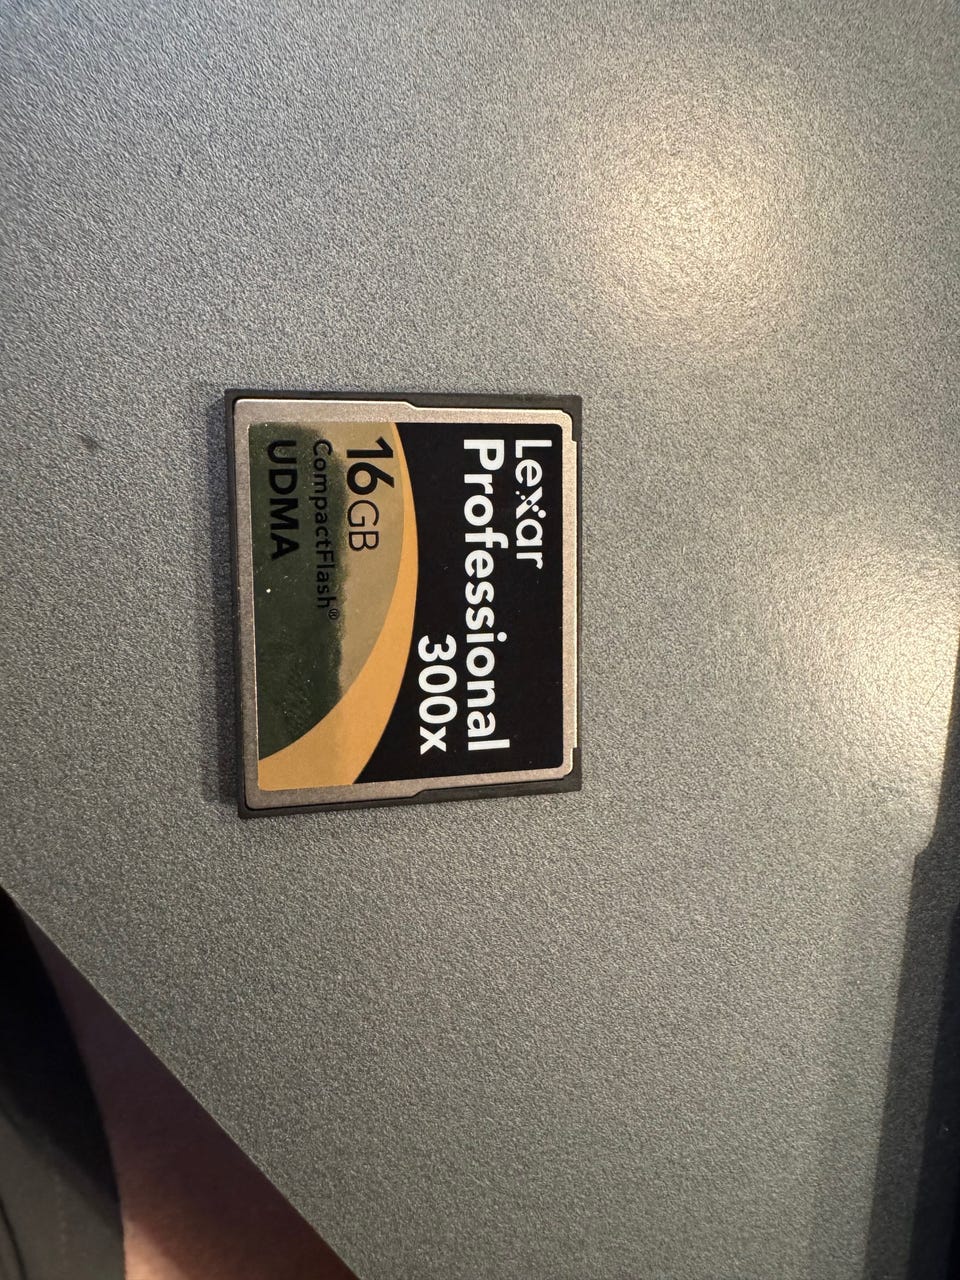 Lexar
Professional
300x
16GB
CompactFlash®
UDMA